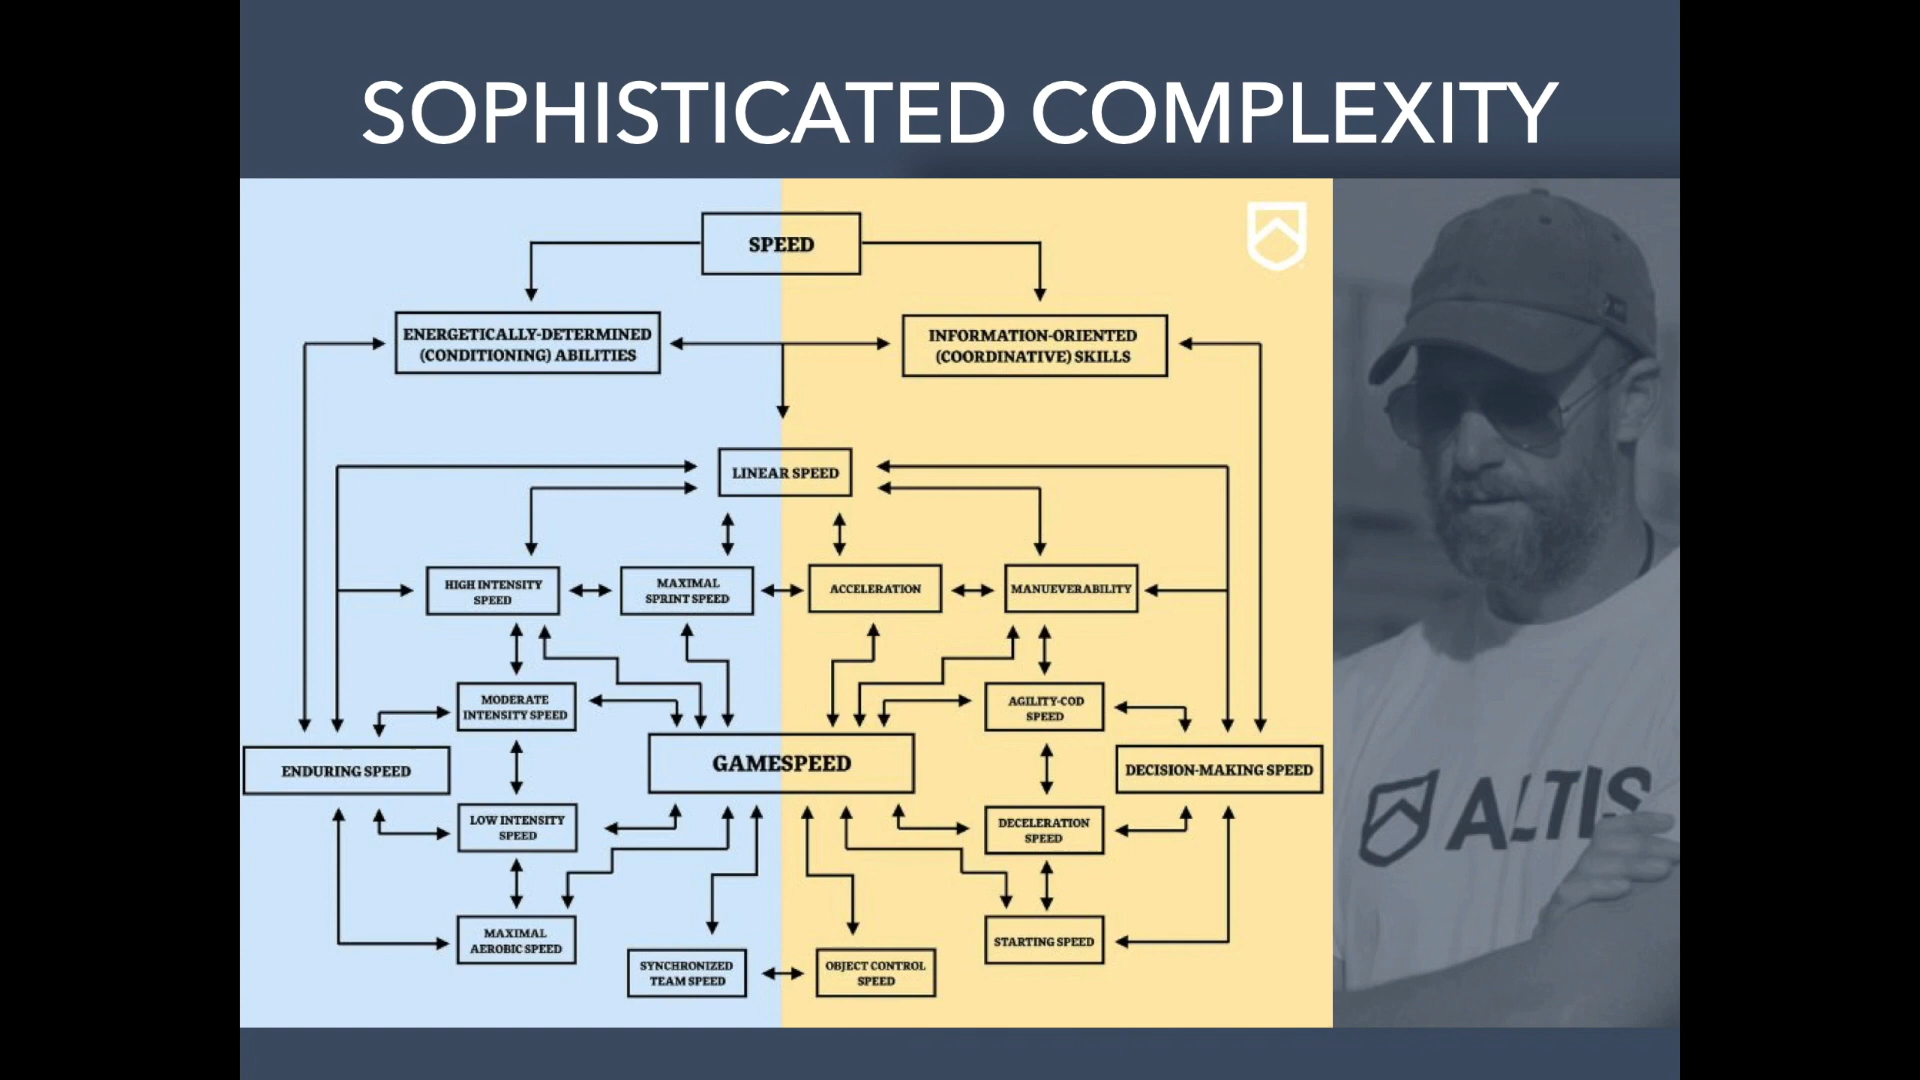 SOPHISTICATED COMPLEXITY
SPEED
ENERGETICALLY-DETERMINED
(CONDITIONING) ABILITIES
INFORMATION-ORIENTED
(COORDINATIVE) SKILLS
LINEAR SPEED
HIGH INTENSITY
SPEED
MAXIMAL
SPRINT SPEED
ACCELERATION
MANUEVERABILITY
MODERATE
INTENSITY SPEED
AGILITY-COD
SPEED
ENDURING SPEED
GAMESPEED
DECISION-MAKING SPEED
LOW INTENSITY
SPEED
DECELERATION
SPEED
MAXIMAL
AEROBIC SPEED
STARTING SPEED
SYNCHRONIZED
TEAM SPEED
OBJECT CONTROL
SPEED
ALTIS